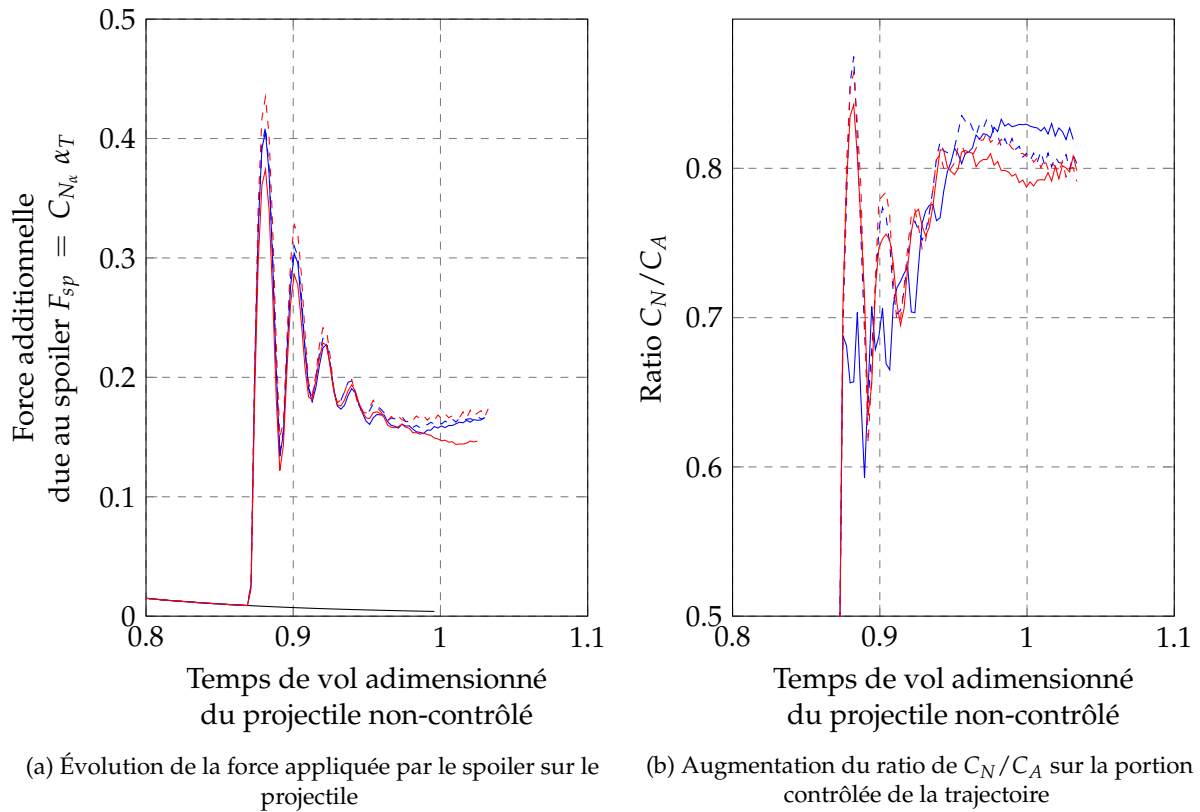 0.5
0.4
0.3
0.2
0.1
0
0.8
0.9
1
1.1
Force additionnelle
due au spoiler F_{sp} = C_{N_α} α_T
Temps de vol adimensionné
du projectile non-contrôlé
(a) Évolution de la force appliquée par le spoiler sur le
projectile
0.8
0.7
0.6
0.5
0.8
0.9
1
1.1
Ratio C_N/C_A
Temps de vol adimensionné
du projectile non-contrôlé
(b) Augmentation du ratio de C_N/C_A sur la portion
contrôlée de la trajectoire